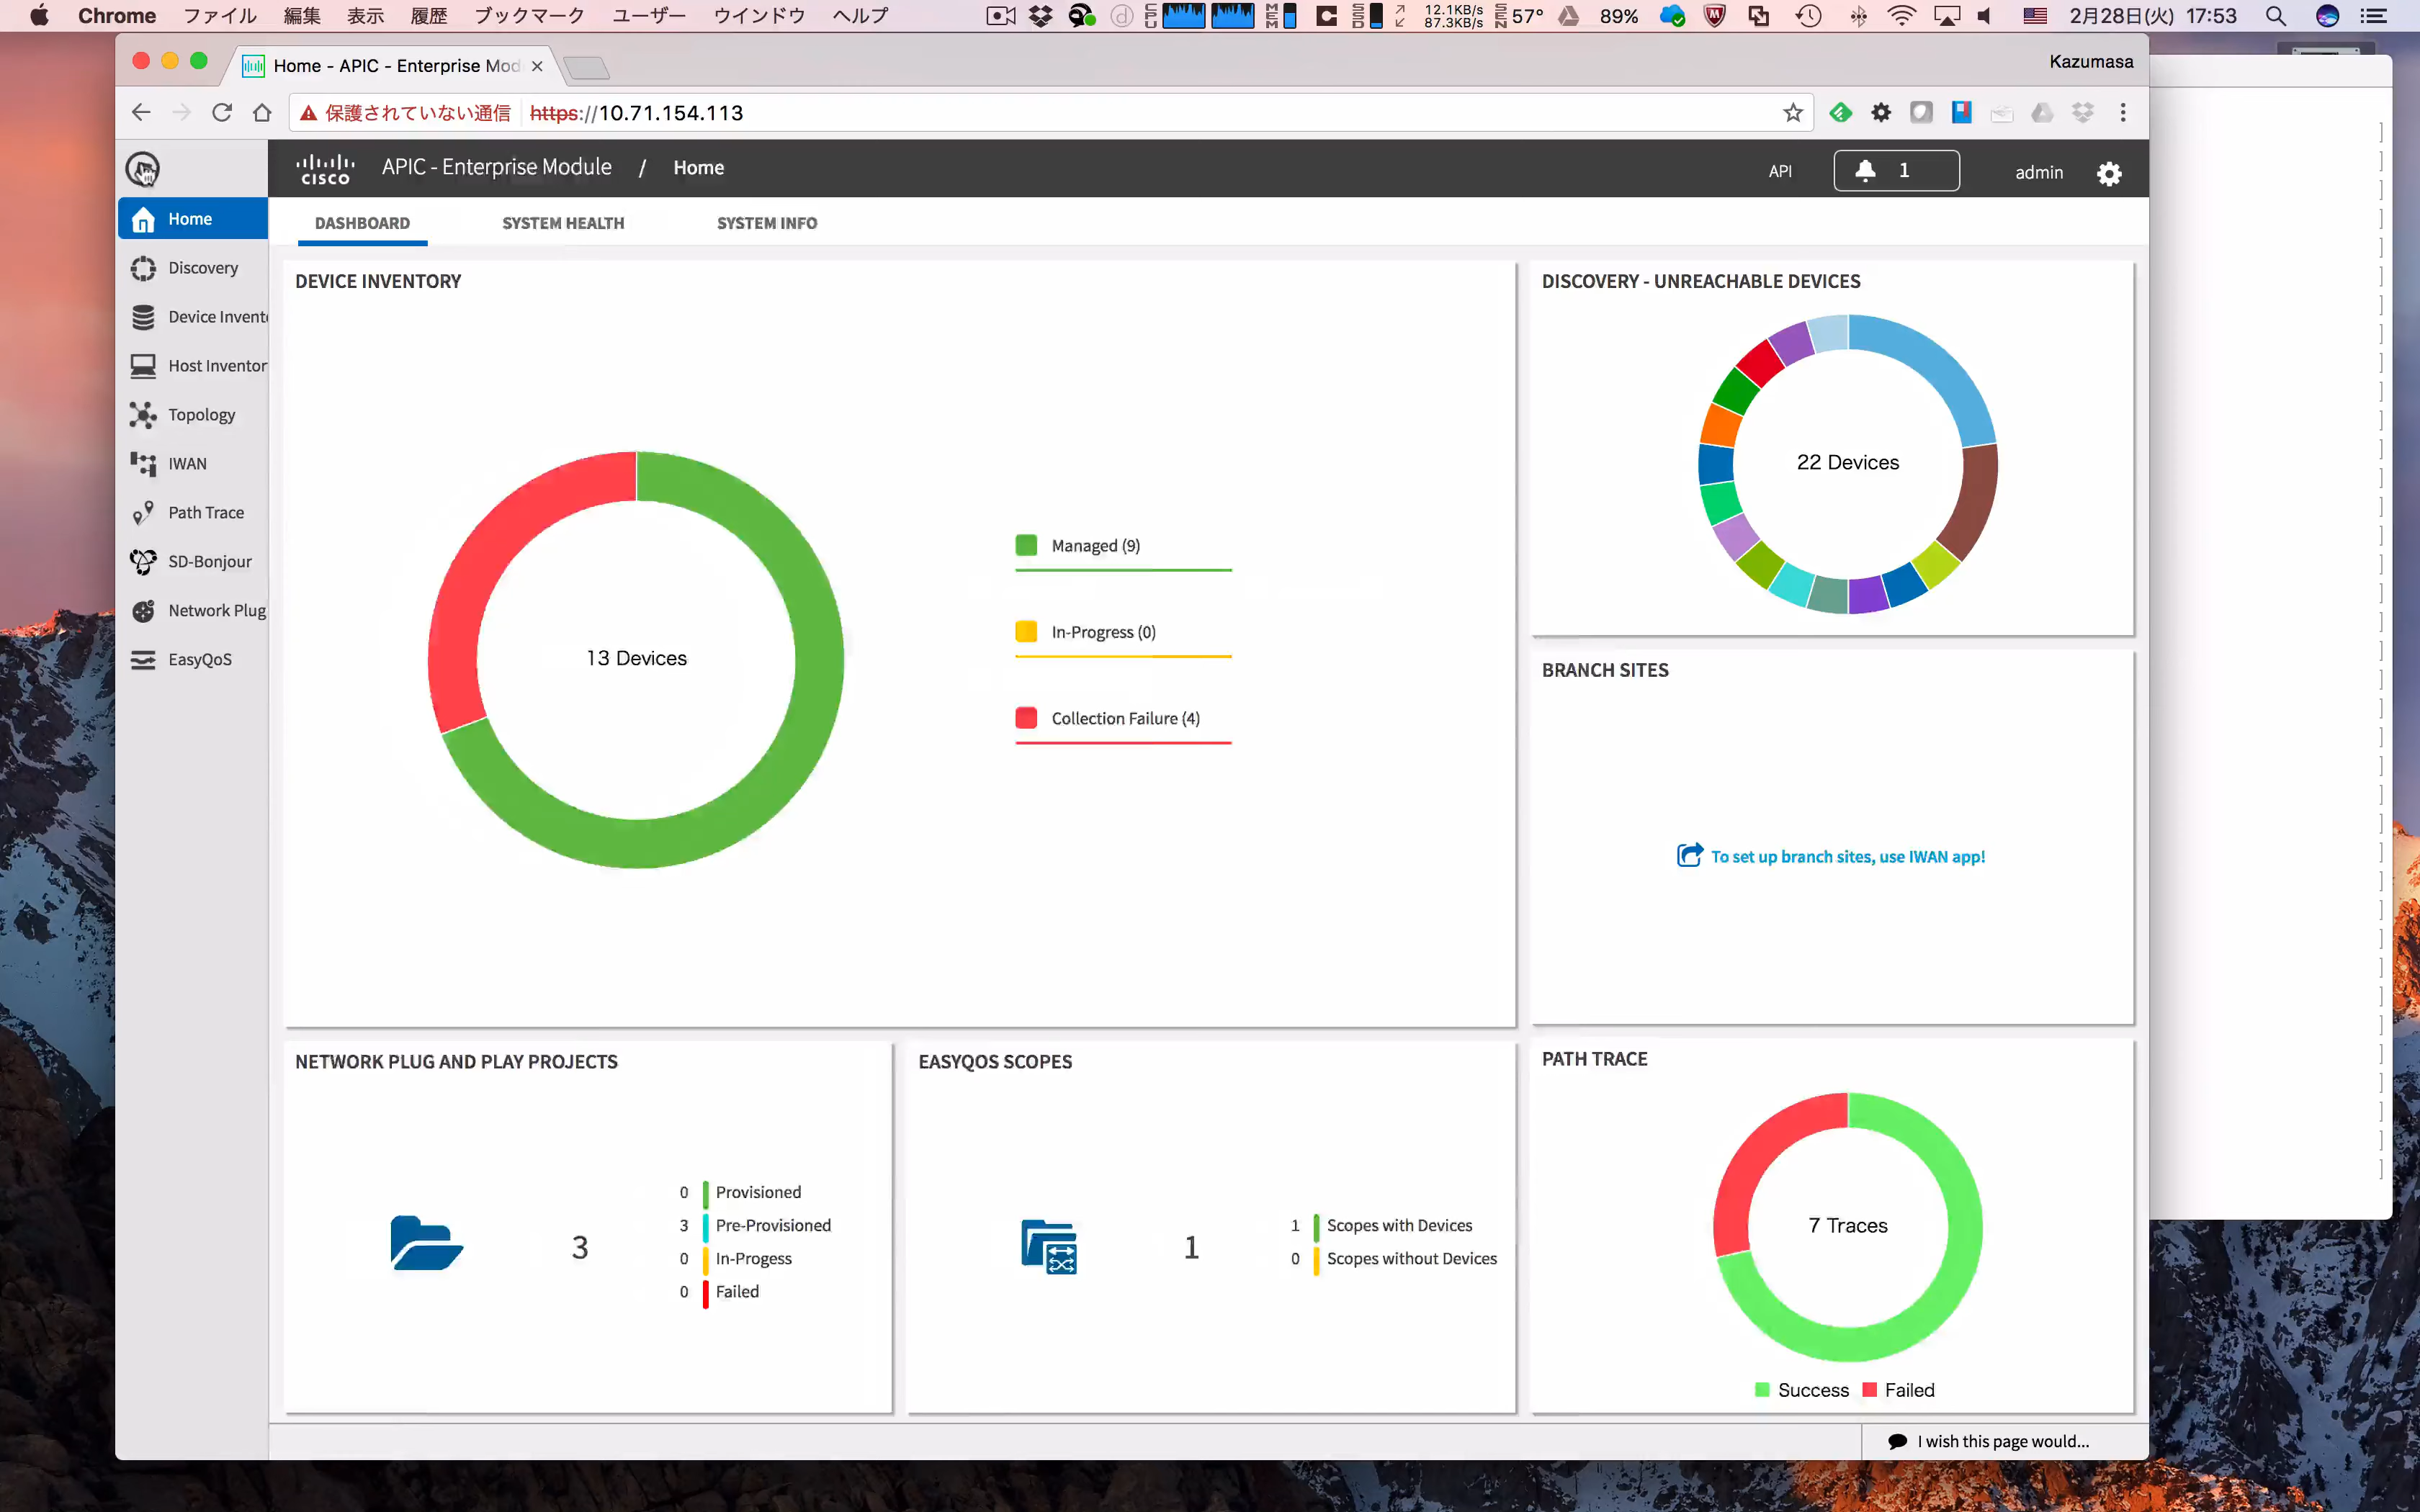 Chrome ファイル 編集 表示 履歴 ブックマーク ユーザー ウインドウ ヘルプ
CPU MEM SSD 12.1KB/s 87.3KB/s SEN 57° 89% 2月28日(火) 17:53
Home - APIC - Enterprise Mod
Kazumasa
保護されていない通信 https://10.71.154.113
CISCO APIC - Enterprise Module / Home
API 1 admin
Home
Discovery
Device Invent
Host Inventor
Topology
IWAN
Path Trace
SD-Bonjour
Network Plug
EasyQoS
DASHBOARD SYSTEM HEALTH SYSTEM INFO
DEVICE INVENTORY
13 Devices
Managed (9)
In-Progress (0)
Collection Failure (4)
DISCOVERY - UNREACHABLE DEVICES
22 Devices
BRANCH SITES
To set up branch sites, use IWAN app!
NETWORK PLUG AND PLAY PROJECTS
3
0 Provisioned
3 Pre-Provisioned
0 In-Progess
0 Failed
EASYQOS SCOPES
1
1 Scopes with Devices
0 Scopes without Devices
PATH TRACE
7 Traces
Success Failed
I wish this page would...